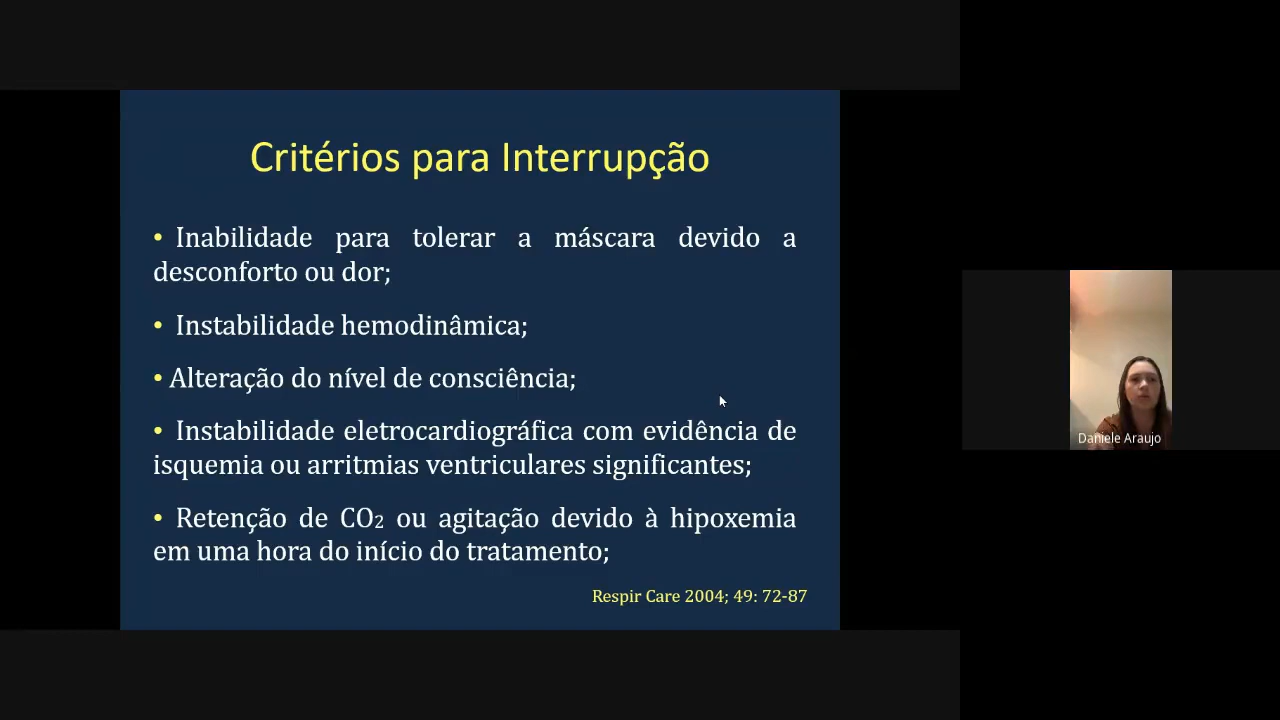 Critérios para Interrupção
• Inabilidade para tolerar a máscara devido a
desconforto ou dor;
• Instabilidade hemodinâmica;
• Alteração do nível de consciência;
• Instabilidade eletrocardiográfica com evidência de
isquemia ou arritmias ventriculares significantes;
• Retenção de CO₂ ou agitação devido à hipoxemia
em uma hora do início do tratamento;
Respir Care 2004; 49: 72-87
Daniele Araujo